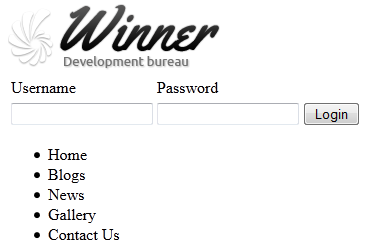 Winner
Development bureau
Username Password
Login
Home
Blogs
News
Gallery
Contact Us